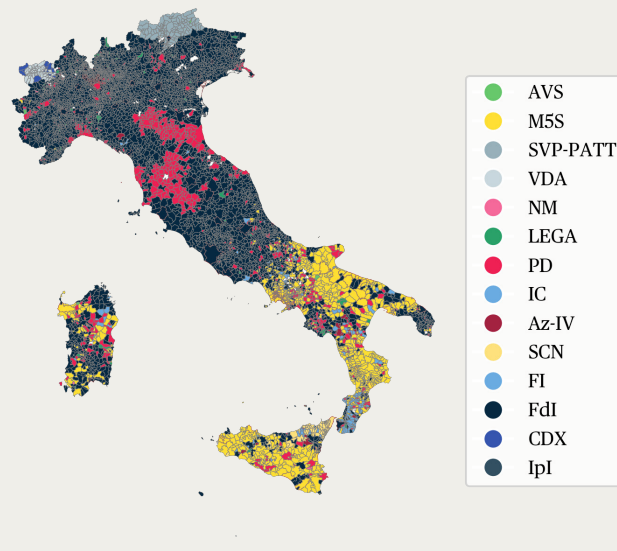 AVS
M5S
SVP-PATT
VDA
NM
LEGA
PD
IC
Az-IV
SCN
FI
FdI
CDX
IpI